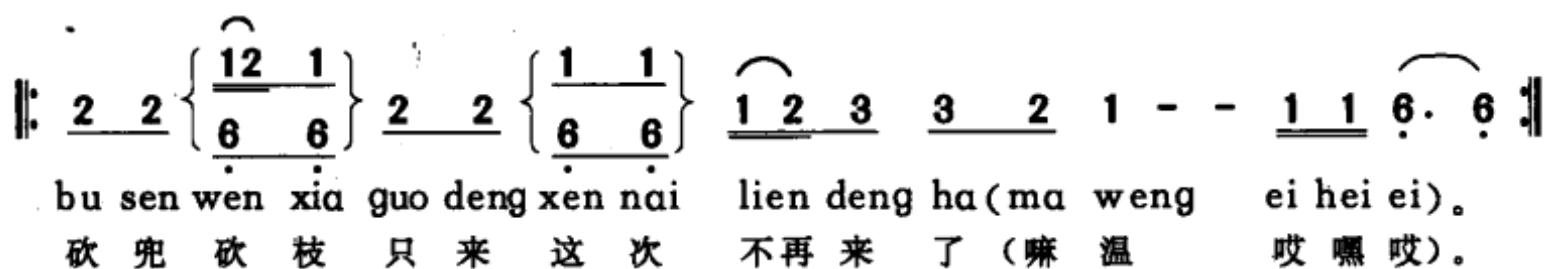 𝄆 2 2 { 12 1 } 2 2 { 1 1 } 1 2 3 3 2 1 - - 1 1 6· 6 𝄇
6 6 6 6
bu sen wen xia guo deng xen nai lien deng ha(ma weng ei hei ei)。
砍 兜 砍 枝 只 来 这 次 不再 来 了 (嘛 温 哎 嘿 哎)。